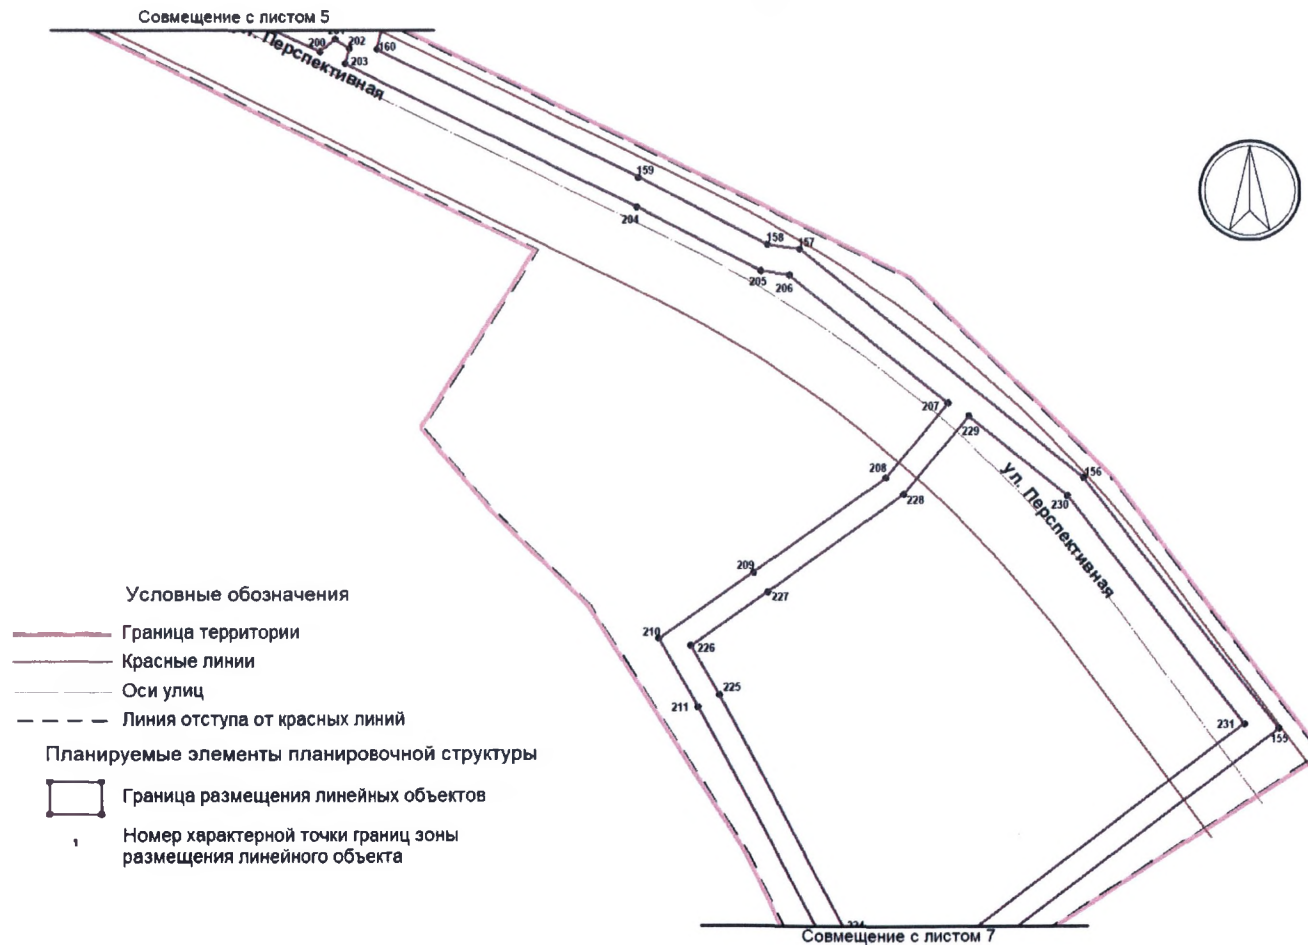 Совмещение с листом 5
200
202
203
160
Перспективная
159
204
158
157
205
206
207
229
208
228
156
230
ул. Перспективная
209
227
210
226
225
211
231
155
Условные обозначения
Граница территории
Красные линии
Оси улиц
Линия отступа от красных линий
Планируемые элементы планировочной структуры
Граница размещения линейных объектов
1
Номер характерной точки границ зоны
размещения линейного объекта
Совмещение с листом 7